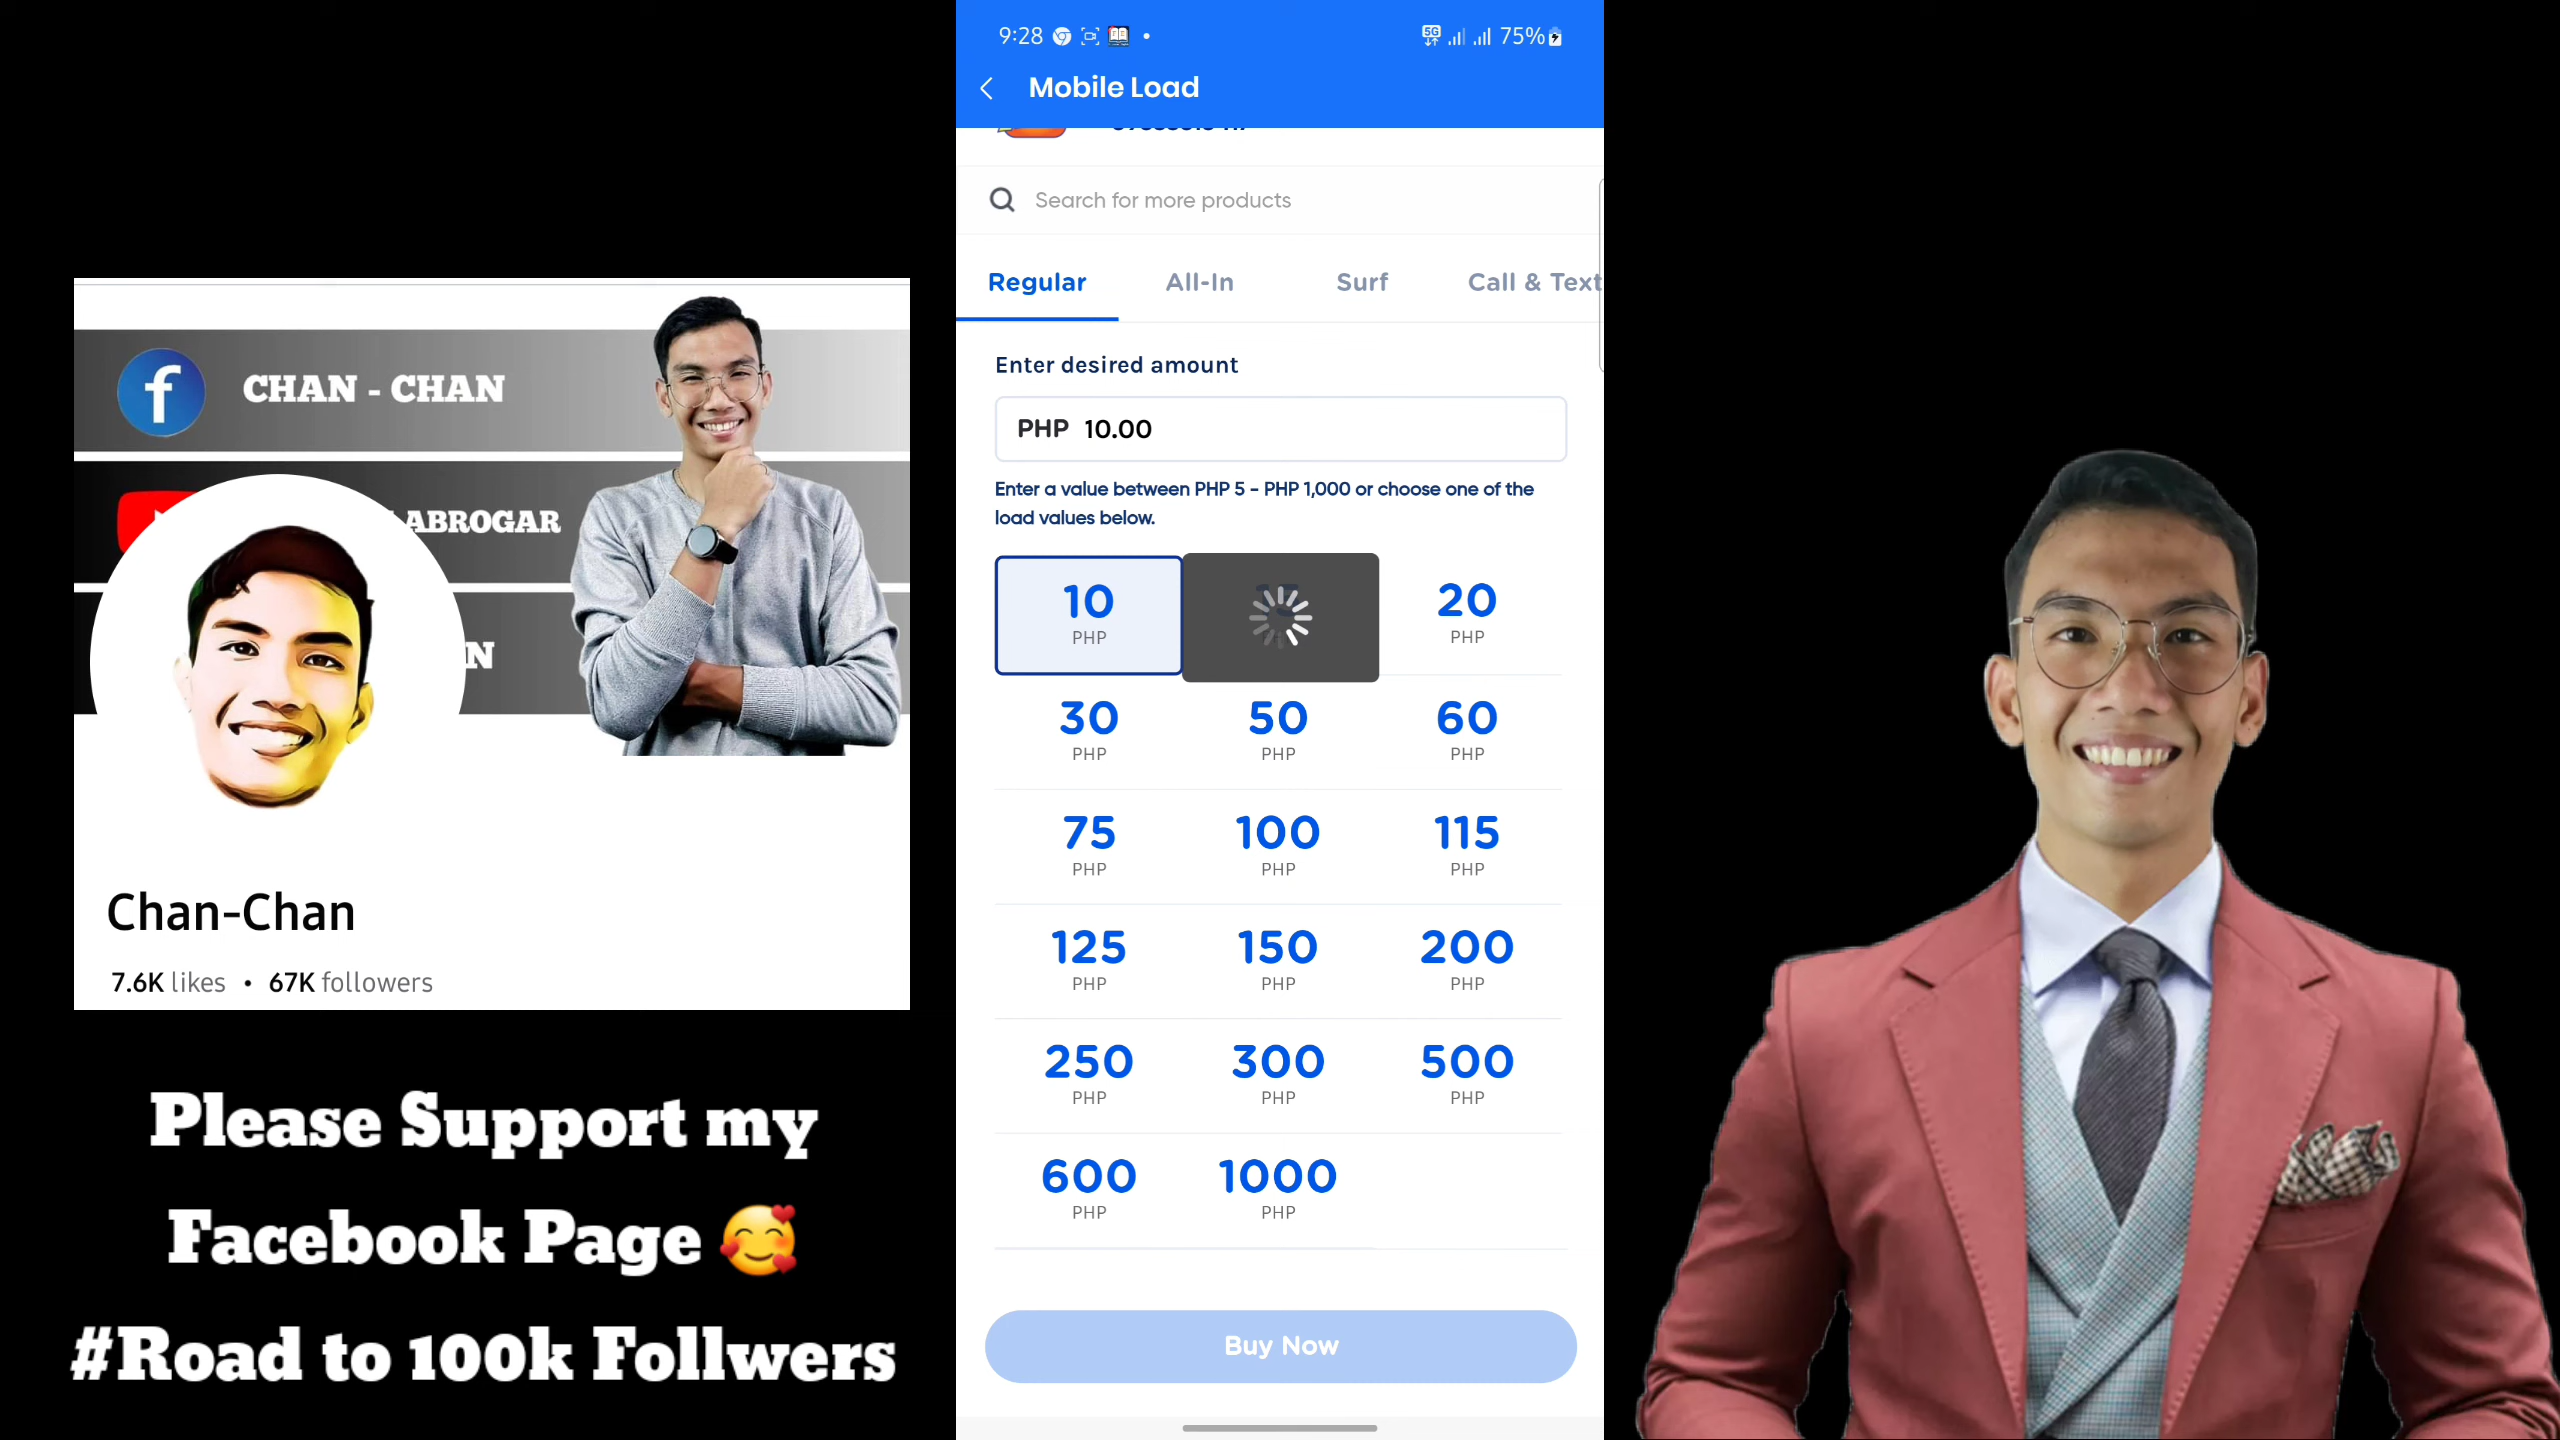 CHAN - CHAN
ABROGAR
N
Chan-Chan
7.6K likes • 67K followers
Please Support my
Facebook Page 🥰
#Road to 100k Follwers
9:28
5G 75%
Mobile Load
Search for more products
Regular All-In Surf Call & Text
Enter desired amount
PHP 10.00
Enter a value between PHP 5 - PHP 1,000 or choose one of the
load values below.
10 20
PHP PHP
30 50 60
PHP PHP PHP
75 100 115
PHP PHP PHP
125 150 200
PHP PHP PHP
250 300 500
PHP PHP PHP
600 1000
PHP PHP
Buy Now